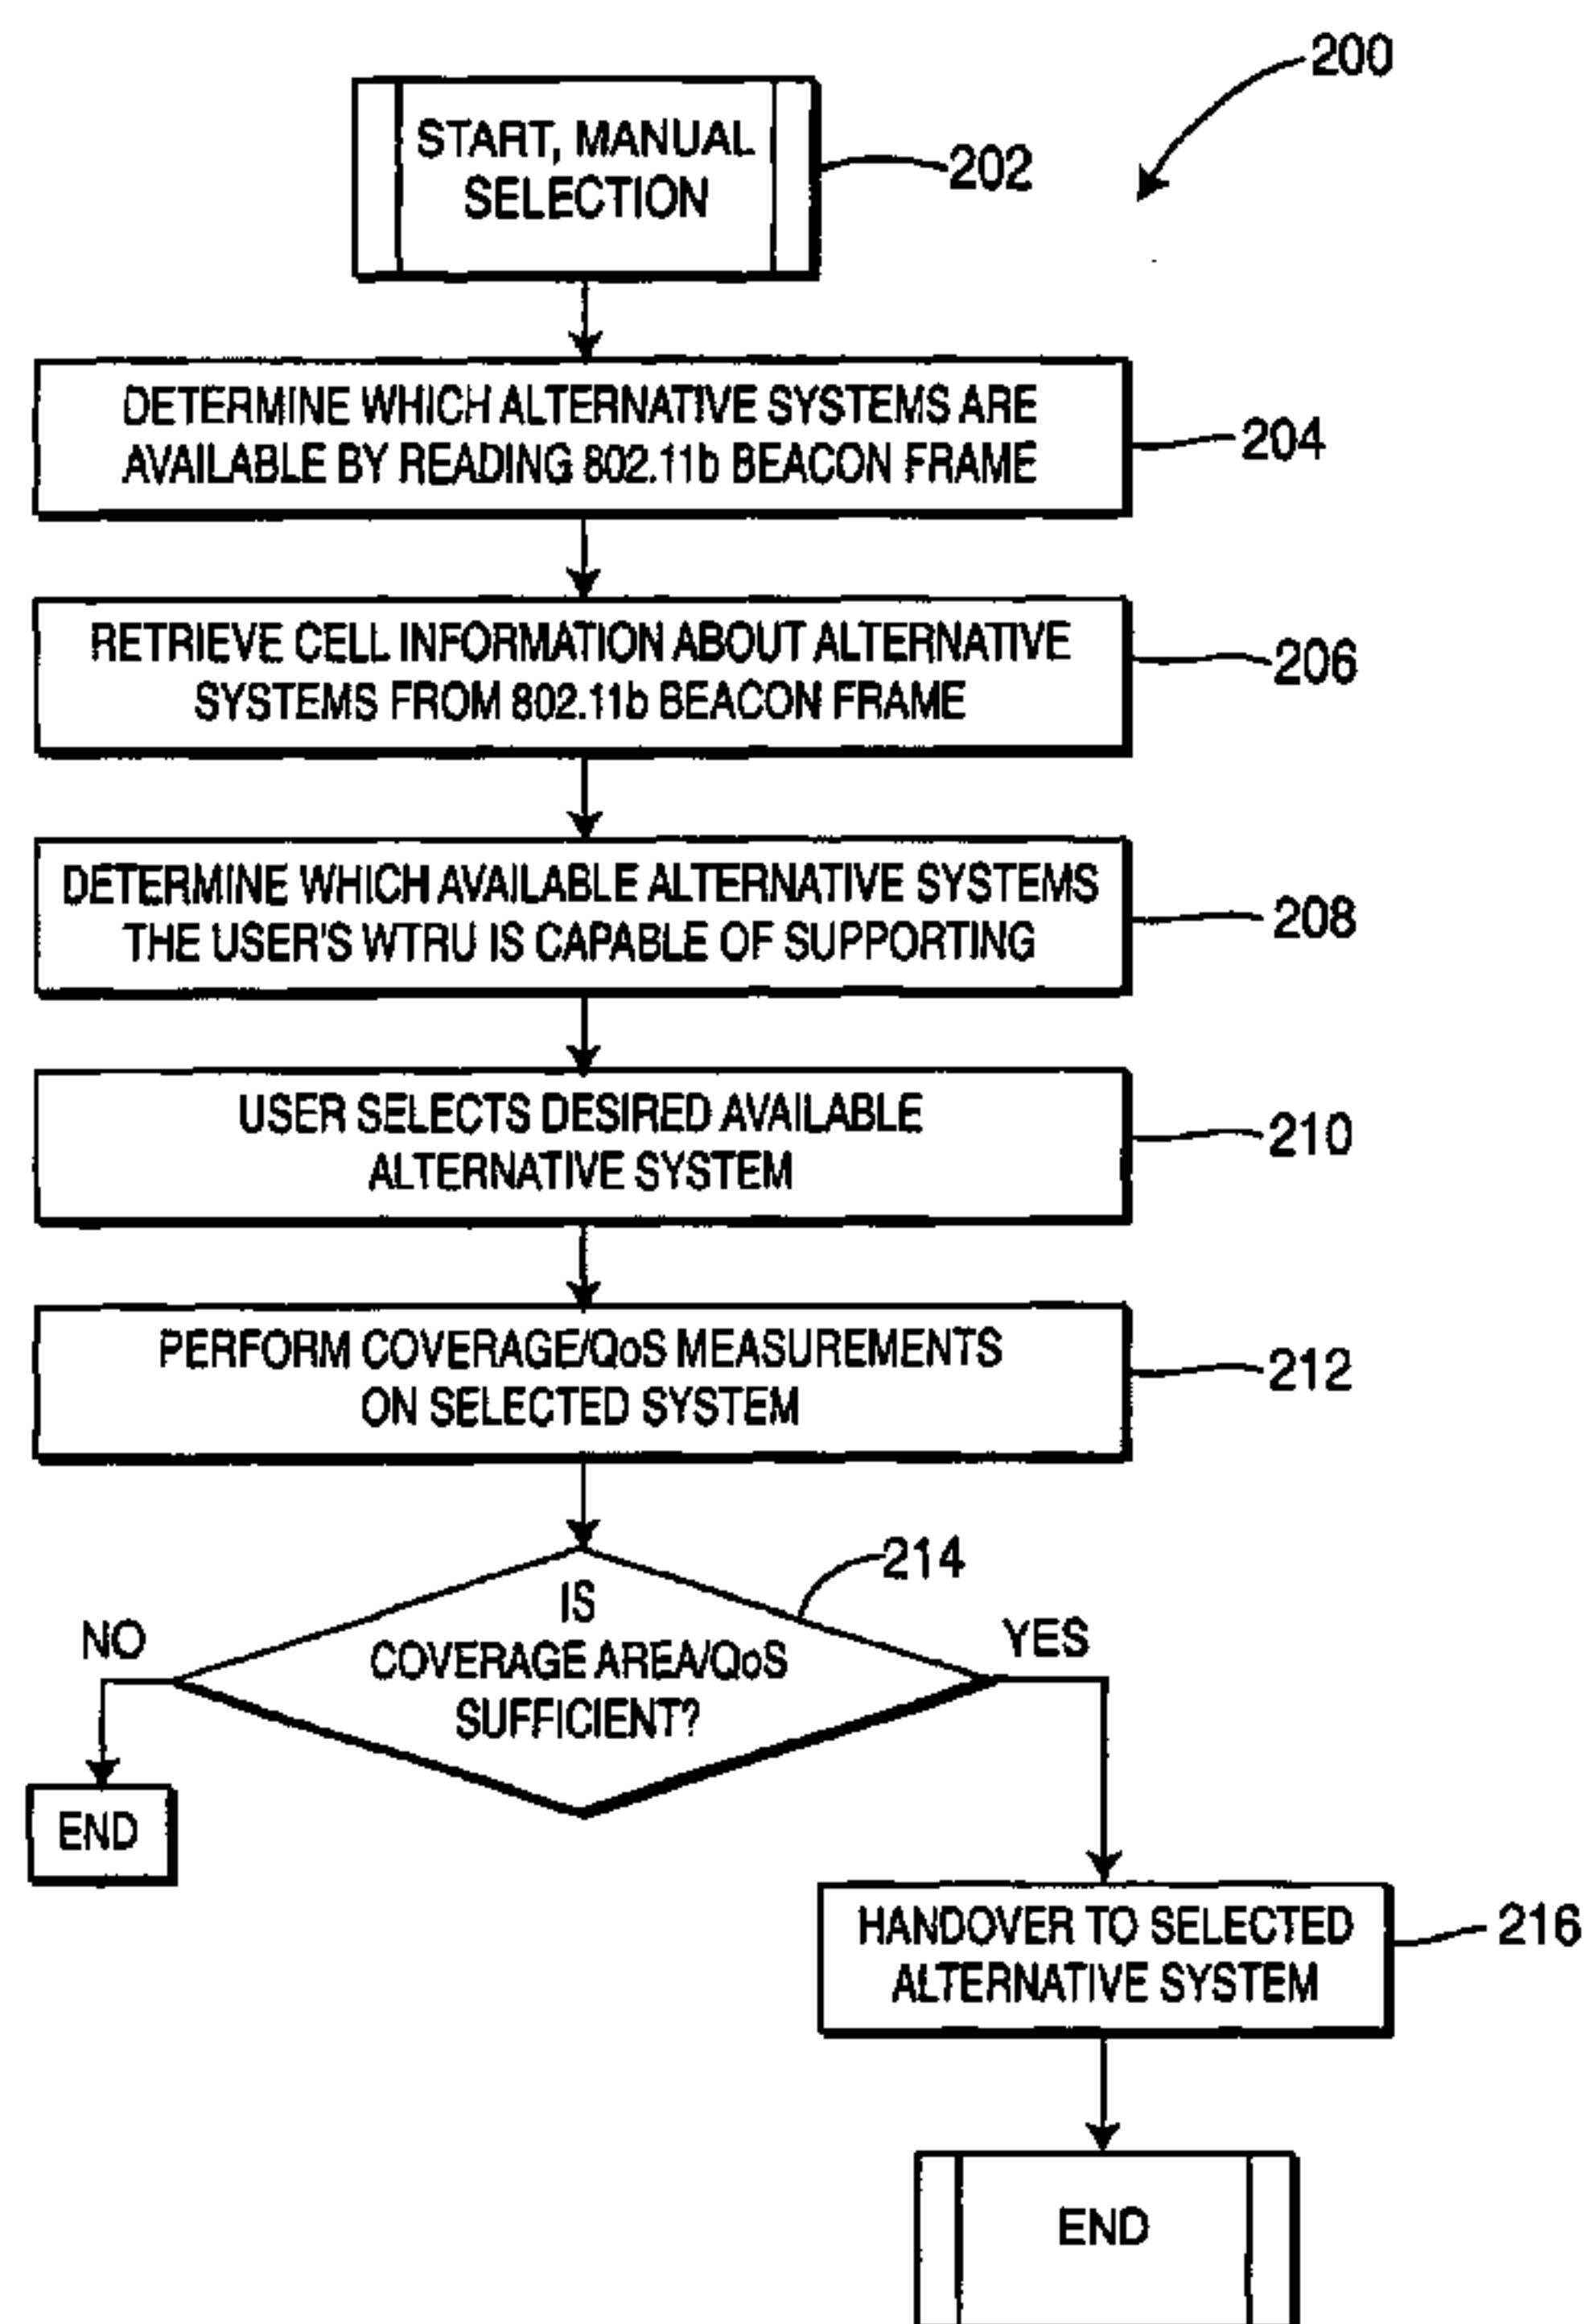 200
START, MANUAL
SELECTION
202
DETERMINE WHICH ALTERNATIVE SYSTEMS ARE
AVAILABLE BY READING 802.11b BEACON FRAME
204
RETRIEVE CELL INFORMATION ABOUT ALTERNATIVE
SYSTEMS FROM 802.11b BEACON FRAME
206
DETERMINE WHICH AVAILABLE ALTERNATIVE SYSTEMS
THE USER'S WTRU IS CAPABLE OF SUPPORTING
208
USER SELECTS DESIRED AVAILABLE
ALTERNATIVE SYSTEM
210
PERFORM COVERAGE/QoS MEASUREMENTS
ON SELECTED SYSTEM
212
214
IS
COVERAGE AREA/QoS
SUFFICIENT?
NO
YES
END
HANDOVER TO SELECTED
ALTERNATIVE SYSTEM
216
END